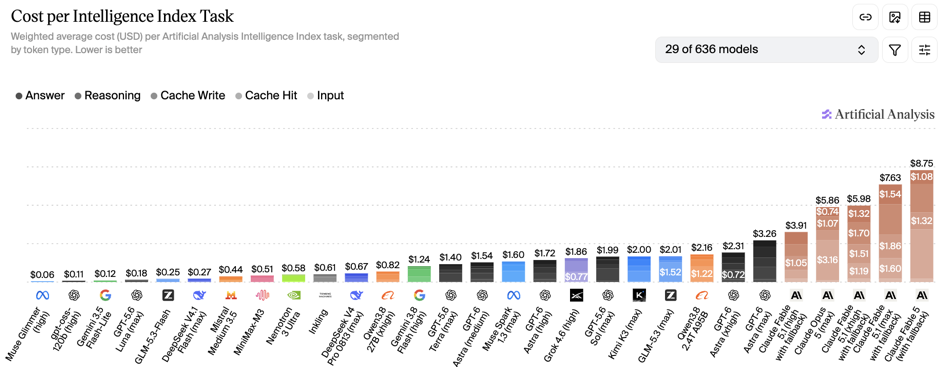 Cost per Intelligence Index Task
Weighted average cost (USD) per Artificial Analysis Intelligence Index task, segmented
by token type. Lower is better
29 of 636 models
Answer
Reasoning
Cache Write
Cache Hit
Input
Artificial Analysis
$0.06
$0.11
$0.12
$0.18
$0.25
$0.27
$0.44
$0.51
$0.58
$0.61
$0.67
$0.82
$1.24
$1.40
$1.54
$1.60
$1.72
$1.86
$0.77
$1.99
$2.00
$2.01
$1.52
$2.16
$1.22
$2.31
$0.72
$3.26
$3.91
$1.05
$5.86
$0.74
$1.07
$3.16
$5.98
$1.32
$1.70
$1.51
$1.19
$7.63
$1.54
$1.86
$1.60
$8.75
$1.08
$1.32
Muse Glimmer
(high)
gpt-oss-
120b (high)
Gemini 3.5
Flash-Lite
GPT-5.6
Luna (max)
GLM-5.3-Flash
DeepSeek V4.1
Flash (max)
Mistral
Medium 3.5
MiniMax-M3
Nemotron
3 Ultra
Inkling
DeepSeek V4
Pro 0813 (max)
Qwen3.8
27B (xhigh)
Gemini 3.8
Flash (high)
GPT-5.6
Terra (max)
GPT-6
Astra (medium)
Muse Spark
1.3 (max)
GPT-6
Astra (high)
Grok 4.6 (high)
GPT-5.6
Sol (max)
Kimi K3 (max)
GLM-5.3 (max)
Qwen3.8
2.4T A95B
GPT-6
Astra (xhigh)
GPT-6
Astra (max)
Claude Fable
5.1 (high
with fallback)
Claude Opus
5 (max)
Claude Fable
5.1 (xhigh
with fallback)
Claude Fable
5.1 (max
with fallback)
Claude Fable 5
(with fallback)